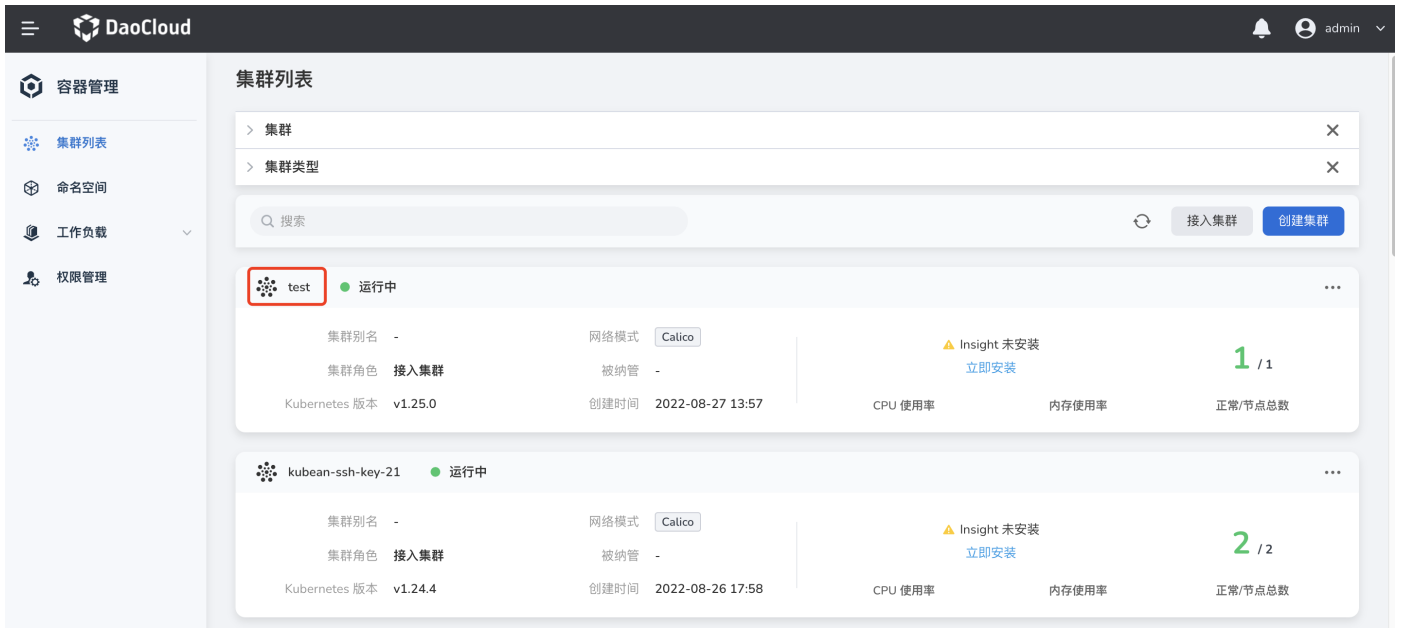 DaoCloud
admin
容器管理
集群列表
命名空间
工作负载
权限管理
集群列表
集群
集群类型
搜索
接入集群
创建集群
test 运行中
集群别名 - 网络模式 Calico
集群角色 接入集群 被纳管 -
Kubernetes 版本 v1.25.0 创建时间 2022-08-27 13:57
Insight 未安装
立即安装
CPU 使用率 内存使用率
1 / 1
正常/节点总数
kubean-ssh-key-21 运行中
集群别名 - 网络模式 Calico
集群角色 接入集群 被纳管 -
Kubernetes 版本 v1.24.4 创建时间 2022-08-26 17:58
Insight 未安装
立即安装
CPU 使用率 内存使用率
2 / 2
正常/节点总数